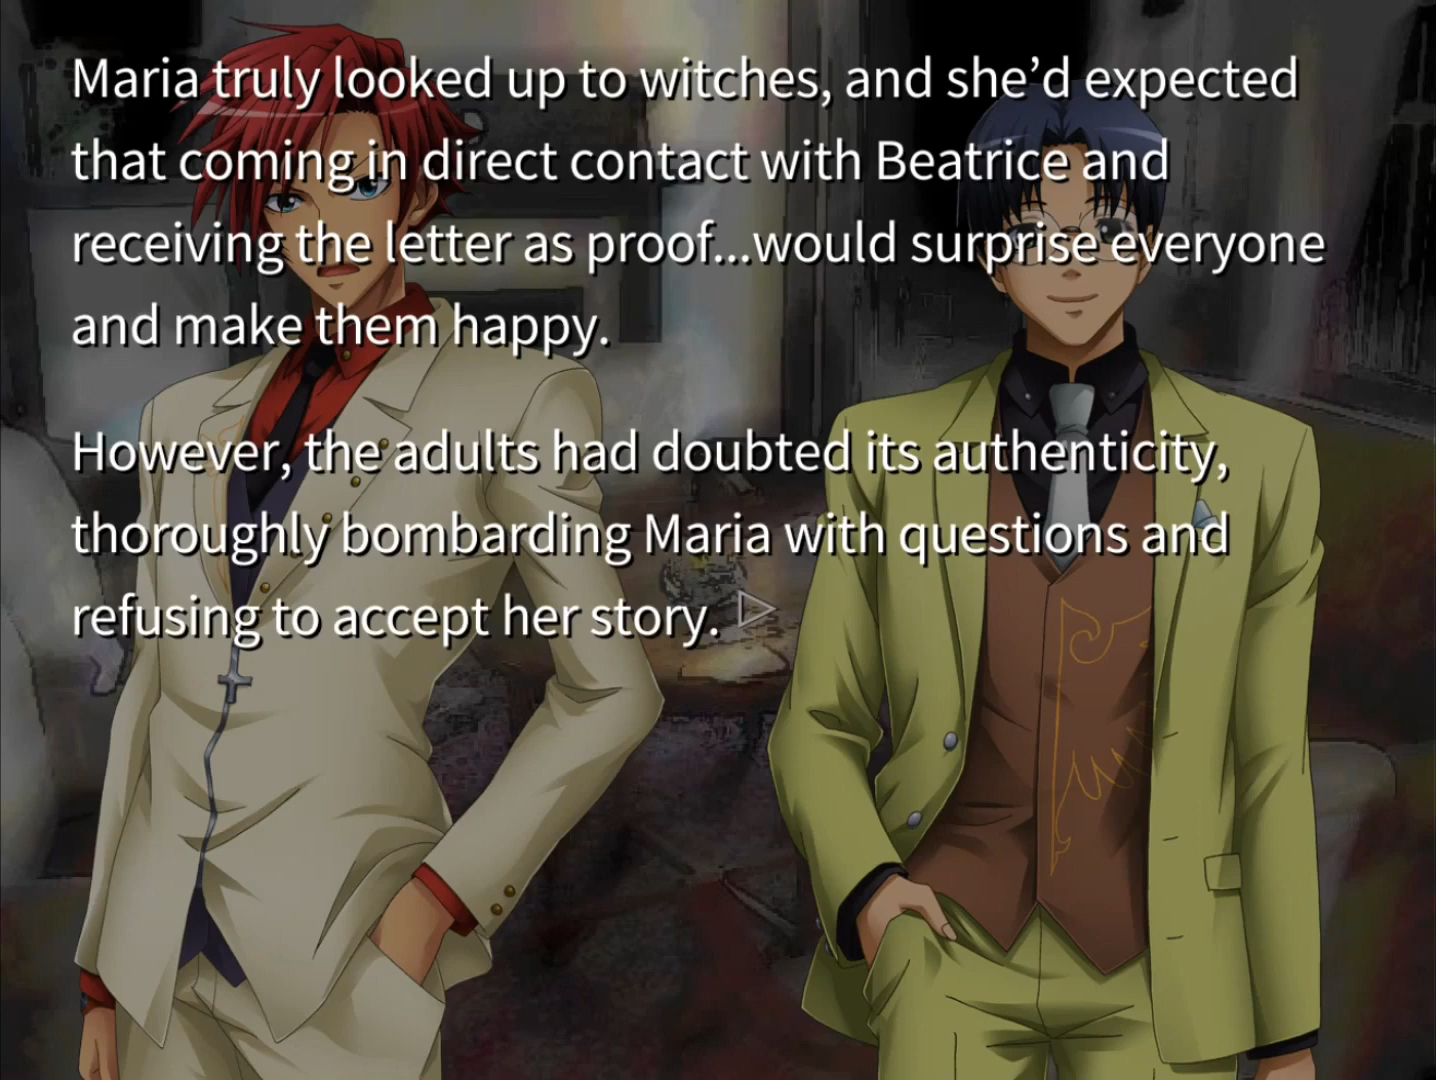 Maria truly looked up to witches, and she’d expected
that coming in direct contact with Beatrice and
receiving the letter as proof...would surprise everyone
and make them happy.
However, the adults had doubted its authenticity,
thoroughly bombarding Maria with questions and
refusing to accept her story.